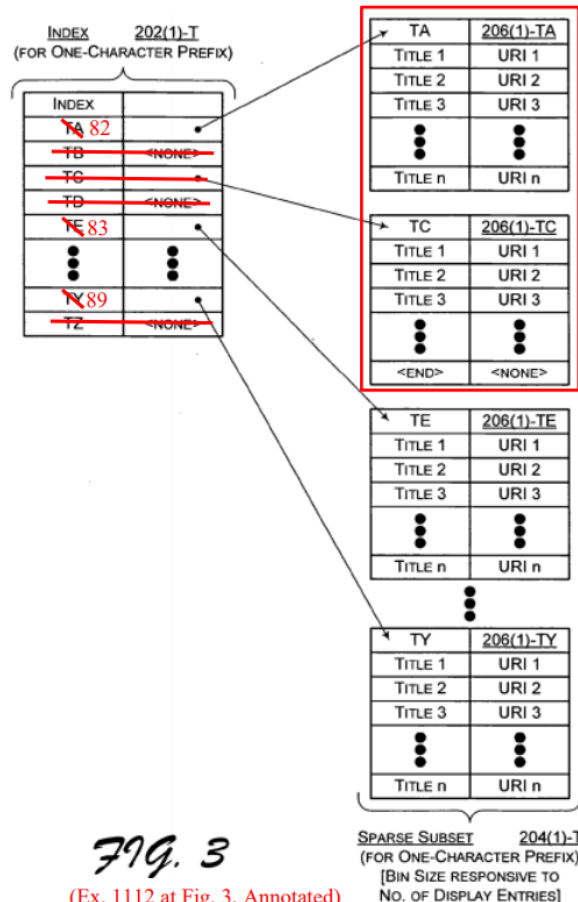 INDEX 202(1)-T
(FOR ONE-CHARACTER PREFIX)
INDEX
TA 82
TB <NONE>
TC
TD <NONE>
TE 83
TY 89
TZ <NONE>
TA 206(1)-TA
TITLE 1 URI 1
TITLE 2 URI 2
TITLE 3 URI 3
TITLE n URI n
TC 206(1)-TC
TITLE 1 URI 1
TITLE 2 URI 2
TITLE 3 URI 3
<END> <NONE>
TE 206(1)-TE
TITLE 1 URI 1
TITLE 2 URI 2
TITLE 3 URI 3
TITLE n URI n
TY 206(1)-TY
TITLE 1 URI 1
TITLE 2 URI 2
TITLE 3 URI 3
TITLE n URI n
SPARSE SUBSET 204(1)-T
(FOR ONE-CHARACTER PREFIX)
[BIN SIZE RESPONSIVE TO
NO. OF DISPLAY ENTRIES]
FIG. 3
(Ex. 1112 at Fig. 3, Annotated)